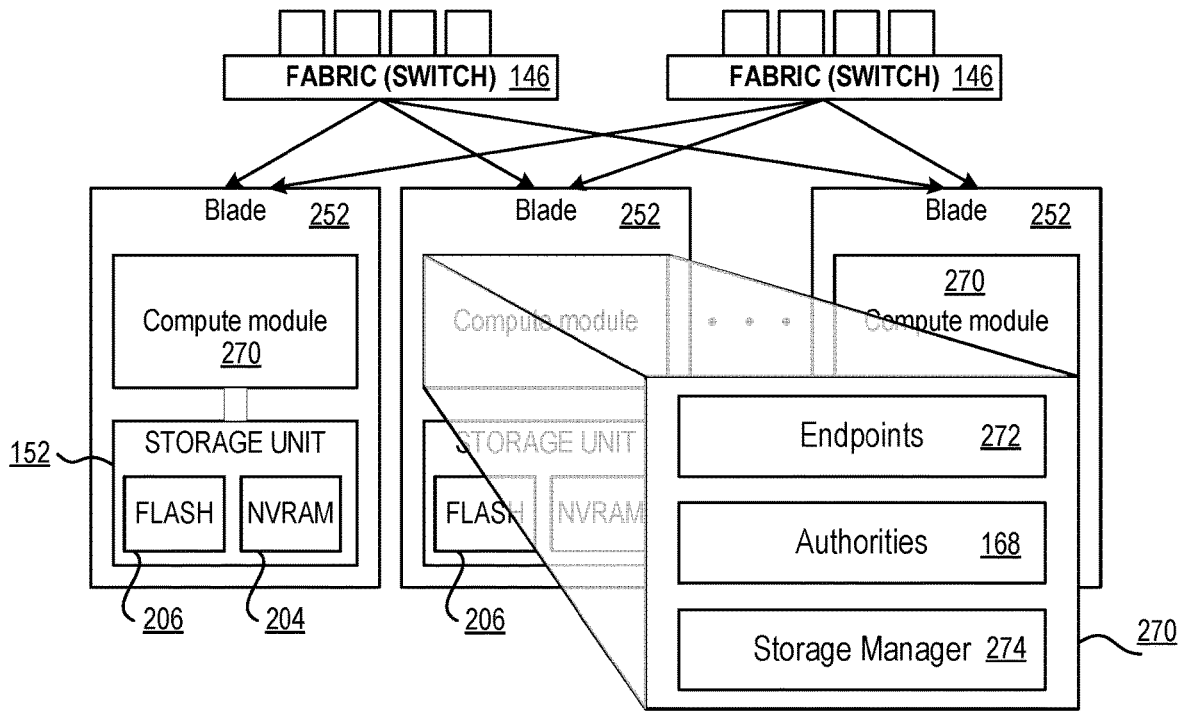 FABRIC (SWITCH) 146
FABRIC (SWITCH) 146
Blade 252
Blade 252
Blade 252
Compute module
270
Compute module
• • •
270
Compute module
152
STORAGE UNIT
FLASH
NVRAM
STORAGE UNIT
FLASH
NVRAM
206
204
206
Endpoints 272
Authorities 168
Storage Manager 274
270